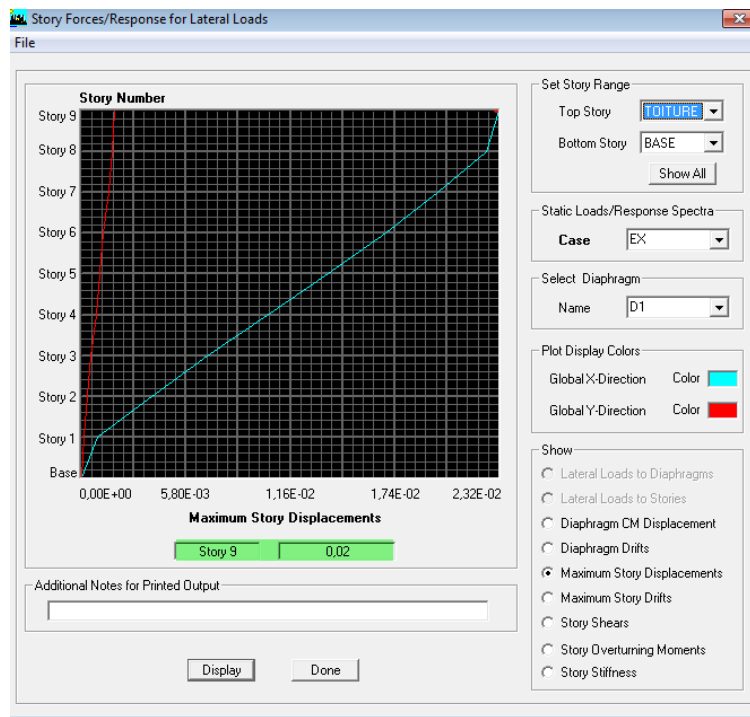 Story Forces/Response for Lateral Loads
File
Story Number
Story 9
Story 8
Story 7
Story 6
Story 5
Story 4
Story 3
Story 2
Story 1
Base
0,00E+00 5,80E-03 1,16E-02 1,74E-02 2,32E-02
Maximum Story Displacements
Story 9 0,02
Additional Notes for Printed Output
Display Done
Set Story Range
Top Story TOITURE
Bottom Story BASE
Show All
Static Loads/Response Spectra
Case EX
Select Diaphragm
Name D1
Plot Display Colors
Global X-Direction Color
Global Y-Direction Color
Show
Lateral Loads to Diaphragms
Lateral Loads to Stories
Diaphragm CM Displacement
Diaphragm Drifts
Maximum Story Displacements
Maximum Story Drifts
Story Shears
Story Overturning Moments
Story Stiffness